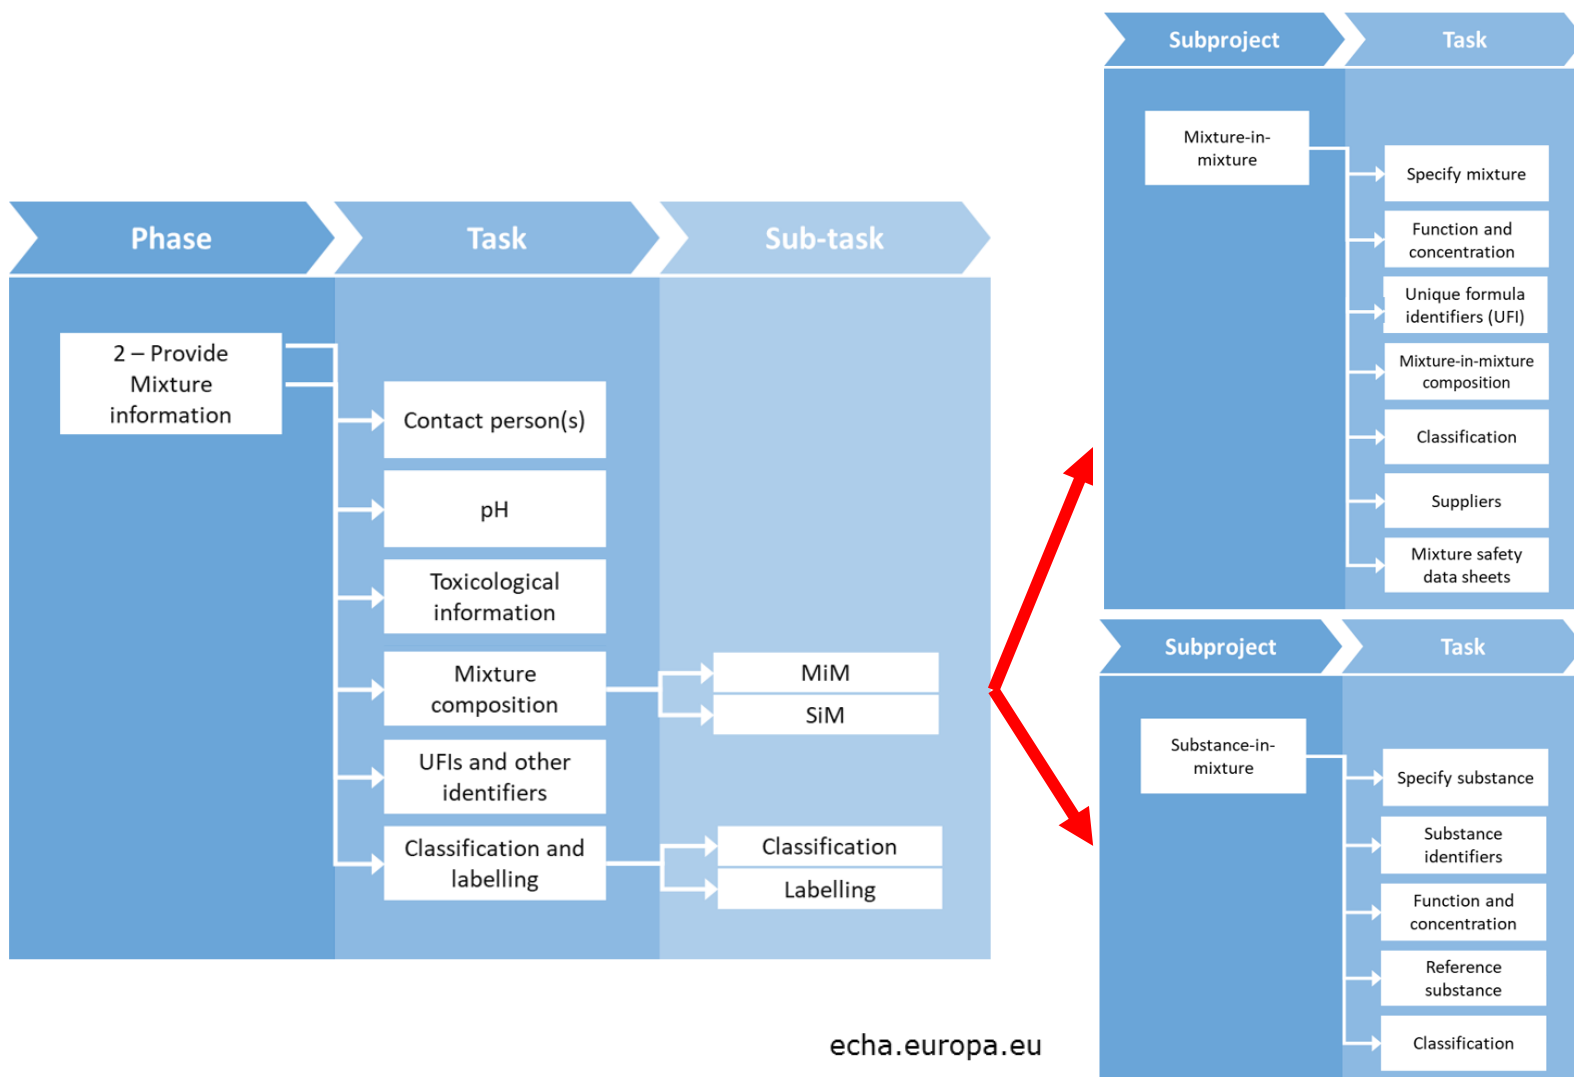 Phase
Task
Sub-task
2 – Provide
Mixture
information
Contact person(s)
pH
Toxicological
information
Mixture
composition
UFIs and other
identifiers
Classification and
labelling
MiM
SiM
Classification
Labelling
Subproject
Task
Mixture-in-
mixture
Specify mixture
Function and
concentration
Unique formula
identifiers (UFI)
Mixture-in-mixture
composition
Classification
Suppliers
Mixture safety
data sheets
Subproject
Task
Substance-in-
mixture
Specify substance
Substance
identifiers
Function and
concentration
Reference
substance
Classification
echa.europa.eu